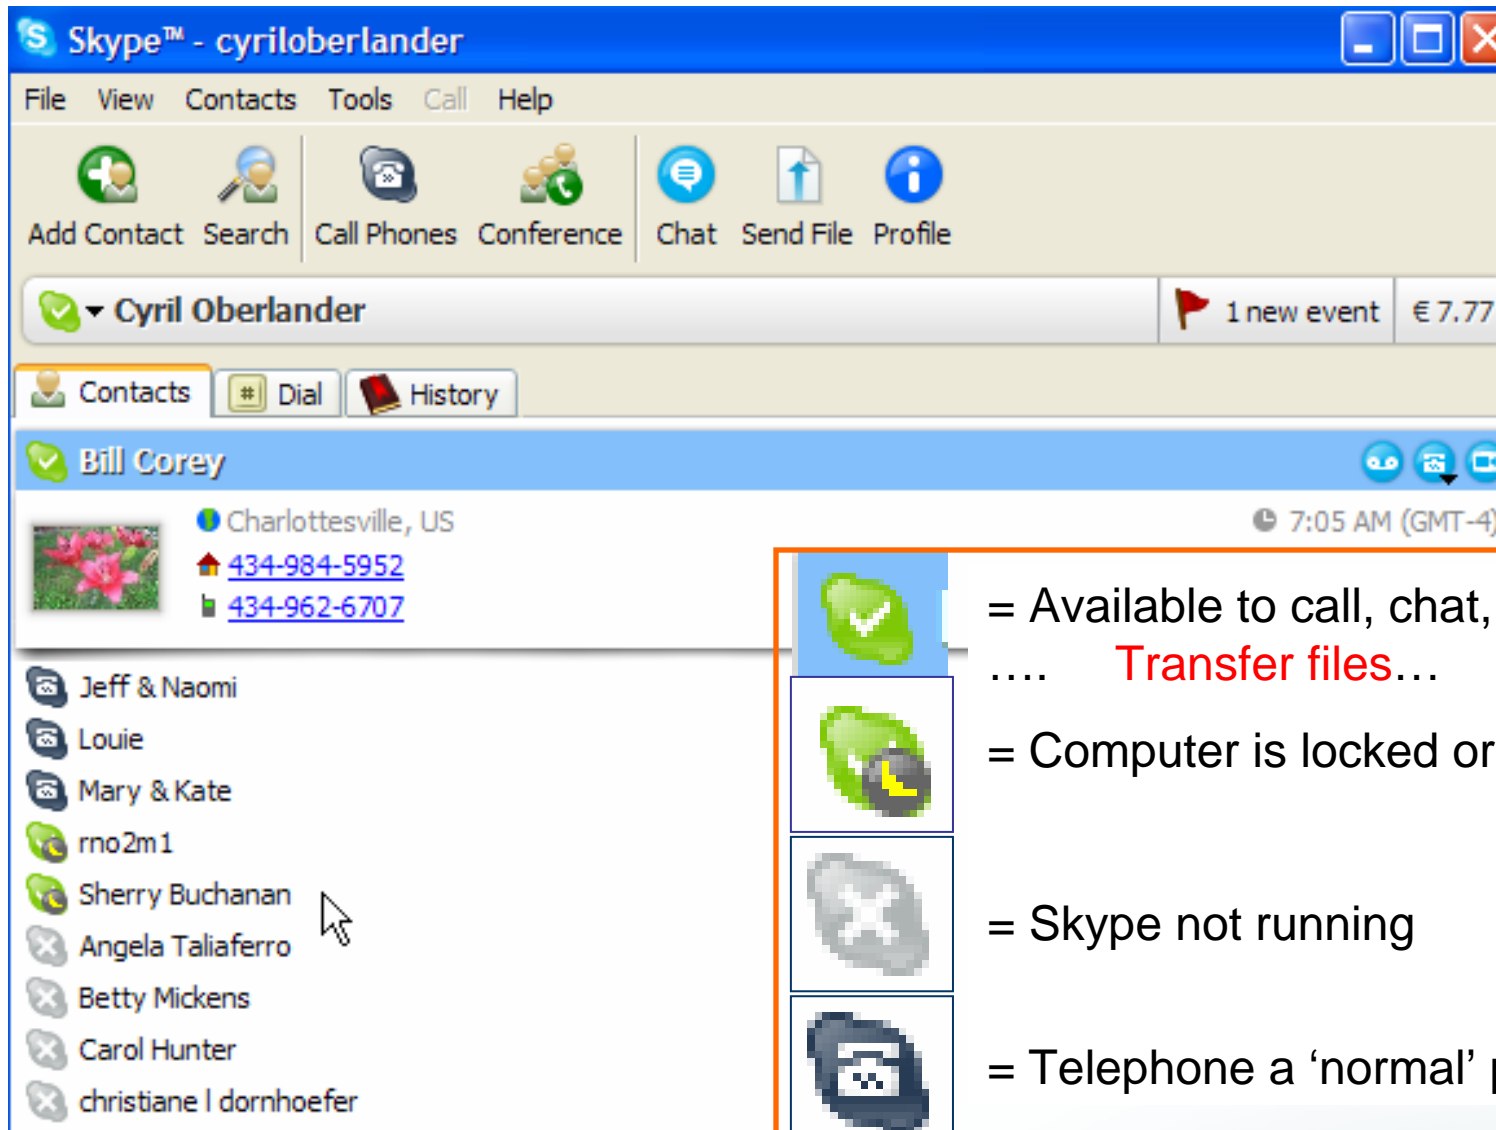 Skype™ - cyriloberlander
File View Contacts Tools Call Help
Add Contact Search Call Phones Conference Chat Send File Profile
Cyril Oberlander 1 new event € 7.77
Contacts Dial History
Bill Corey
Charlottesville, US 7:05 AM (GMT-4)
434-984-5952
434-962-6707
Jeff & Naomi
Louie
Mary & Kate
rno2m1
Sherry Buchanan
Angela Taliaferro
Betty Mickens
Carol Hunter
christiane l dornhoefer
= Available to call, chat,
…. Transfer files…
= Computer is locked or
= Skype not running
= Telephone a ‘normal’